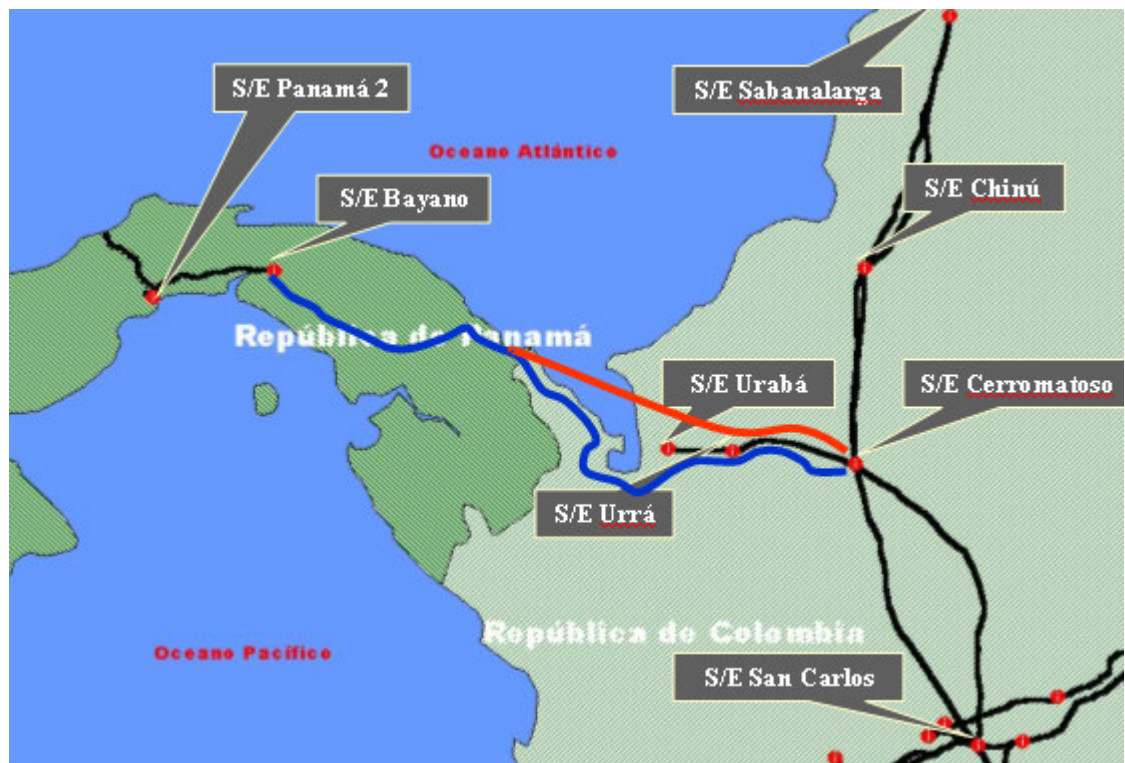 S/E Sabanalarga
S/E Panamá 2
Oceano Atlántico
S/E Bayano
S/E Chinú
República de Panamá
S/E Urabá
S/E Cerromatoso
S/E Urrá
República de Colombia
Oceano Pacífico
S/E San Carlos